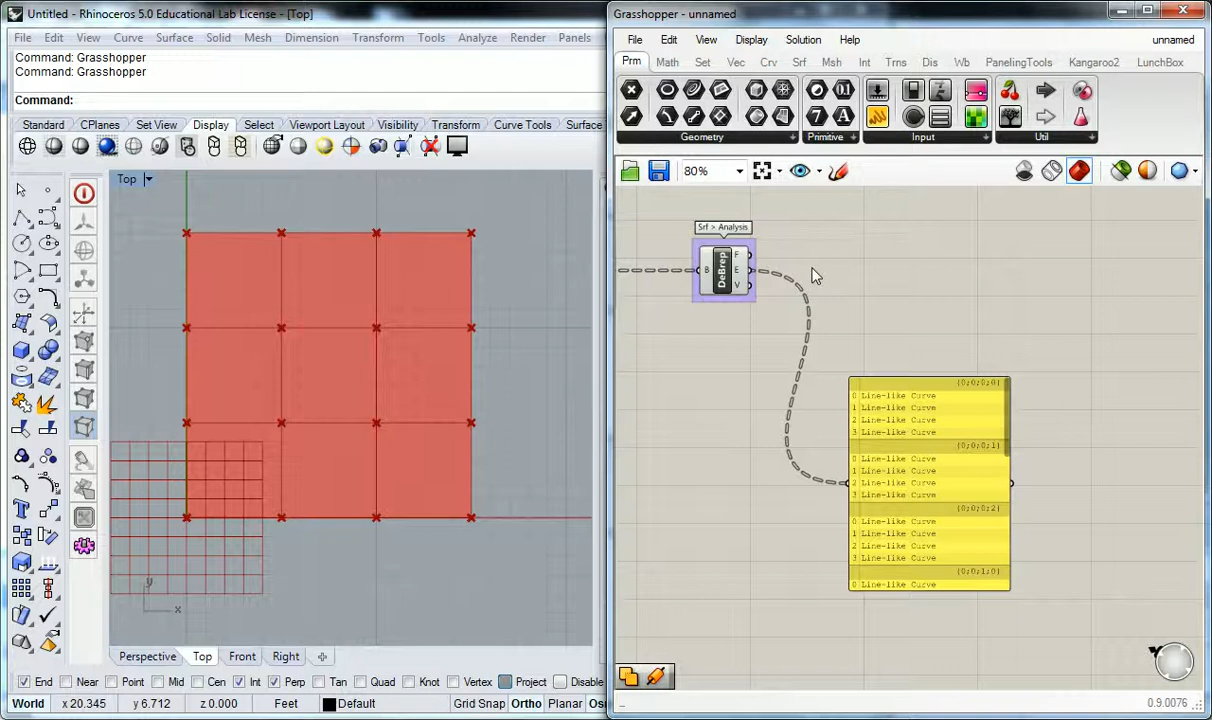 Untitled - Rhinoceros 5.0 Educational Lab License - [Top]
File Edit View Curve Surface Solid Mesh Dimension Transform Tools Analyze Render Panels
Command: Grasshopper
Command: Grasshopper
Command:
Standard CPlanes Set View Display Select Viewport Layout Visibility Transform Curve Tools Surface
Top
y
x
Perspective Top Front Right
End Near Point Mid Cen Int Perp Tan Quad Knot Vertex Project Disable
World x 20.345 y 6.712 z 0.000 Feet Default Grid Snap Ortho Planar Osnap
Grasshopper - unnamed
File Edit View Display Solution Help unnamed
Prm Math Set Vec Crv Srf Msh Int Trns Dis Wb PanelingTools Kangaroo2 LunchBox
Geometry Primitive Input Util
80%
Srf > Analysis
B DeBrep F E V
{0;0;0;0}
0 Line-like Curve
1 Line-like Curve
2 Line-like Curve
3 Line-like Curve
{0;0;0;1}
0 Line-like Curve
1 Line-like Curve
2 Line-like Curve
3 Line-like Curve
{0;0;0;2}
0 Line-like Curve
1 Line-like Curve
2 Line-like Curve
3 Line-like Curve
{0;0;1;0}
0 Line-like Curve
0.9.0076